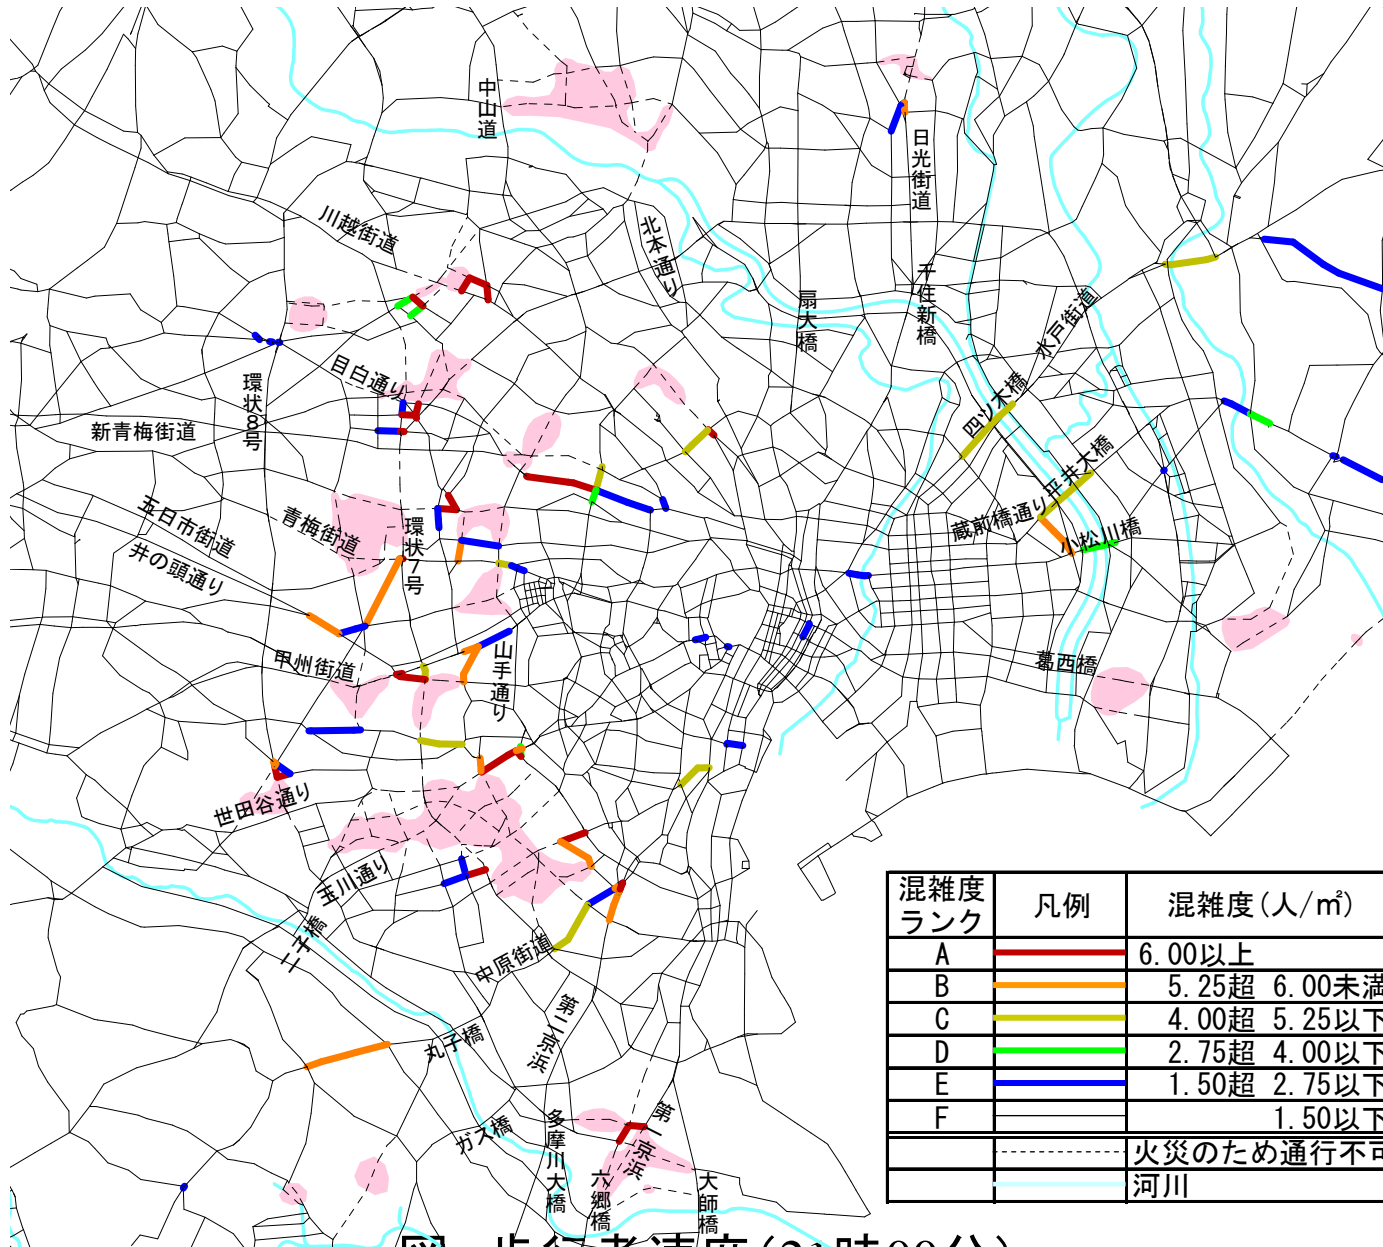 中山道
日光街道
川越街道
北本通り
千住新橋
扇大橋
水戸街道
目白通り
環状8号
四ツ木橋
新青梅街道
平井大橋
五日市街道
青梅街道
環状7号
蔵前橋通り
小松川橋
井の頭通り
甲州街道
山手通り
葛西橋
世田谷通り
玉川通り
二子橋
中原街道
第二京浜
丸子橋
ガス橋
多摩川大橋
第一京浜
六郷橋
大師橋
混雑度ランク 凡例 混雑度(人/㎡)
A 6.00以上
B 5.25超 6.00未満
C 4.00超 5.25以下
D 2.75超 4.00以下
E 1.50超 2.75以下
F 1.50以下
火災のため通行不可
河川